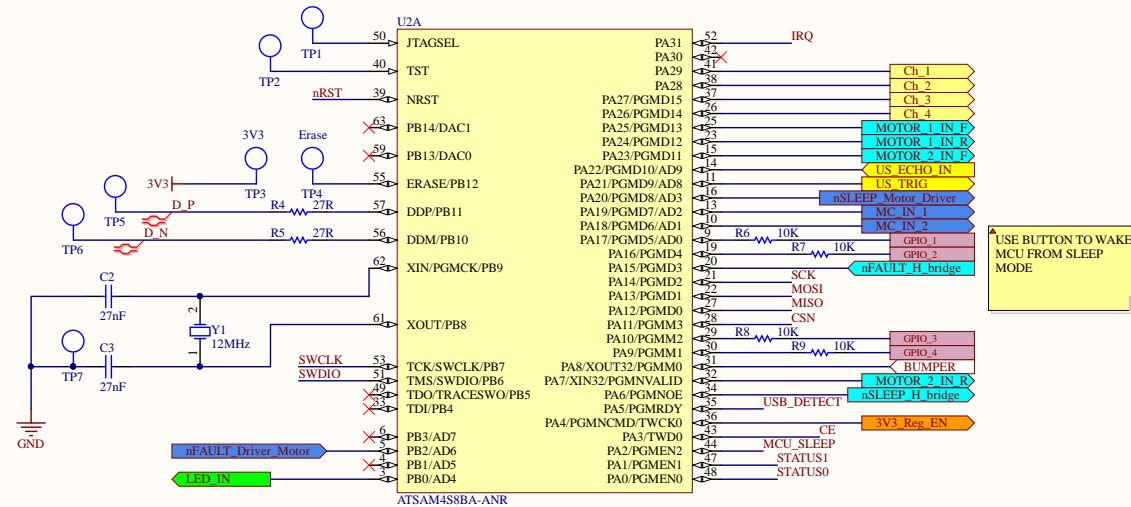 U2A
TP1
50 JTAGSEL
TP2
40 TST
nRST 39 NRST
63 PB14/DAC1
3V3 Erase
59 PB13/DAC0
3V3 TP3 TP4 55 ERASE/PB12
TP5 D_P R4 27R 57 DDP/PB11
TP6 D_N R5 27R 56 DDM/PB10
62 XIN/PGMCK/PB9
C2
27nF
2
Y1
12MHz
1
61 XOUT/PB8
C3
27nF
TP7
SWCLK 53 TCK/SWCLK/PB7
SWDIO 51 TMS/SWDIO/PB6
49 TDO/TRACESWO/PB5
33 TDI/PB4
GND
6 PB3/AD7
nFAULT_Driver_Motor 5 PB2/AD6
4 PB1/AD5
LED_IN 3 PB0/AD4
ATSAM4S8BA-ANR
PA31 52 IRQ
PA30 42
PA29 41 Ch_1
PA28 38 Ch_2
PA27/PGMD15 37 Ch_3
PA26/PGMD14 26 Ch_4
PA25/PGMD13 25 MOTOR_1_IN_F
PA24/PGMD12 23 MOTOR_1_IN_R
PA23/PGMD11 15 MOTOR_2_IN_F
PA22/PGMD10/AD9 14 US_ECHO_IN
PA21/PGMD9/AD8 11 US_TRIG
PA20/PGMD8/AD3 16 nSLEEP_Motor_Driver
PA19/PGMD7/AD2 13 MC_IN_1
PA18/PGMD6/AD1 10 MC_IN_2
PA17/PGMD5/AD0 9 R6 10K GPIO_1
PA16/PGMD4 19 R7 10K GPIO_2
PA15/PGMD3 20 nFAULT_H_bridge
PA14/PGMD2 21 SCK
PA13/PGMD1 22 MOSI
PA12/PGMD0 27 MISO
PA11/PGMM3 28 CSN
PA10/PGMM2 29 R8 10K GPIO_3
PA9/PGMM1 30 R9 10K GPIO_4
PA8/XOUT32/PGMM0 31 BUMPER
PA7/XIN32/PGMNVALID 32 MOTOR_2_IN_R
PA6/PGMNOE 34 nSLEEP_H_bridge
PA5/PGMRDY 35 USB_DETECT
PA4/PGMNCMD/TWCK0 36 3V3_Reg_EN
PA3/TWD0 43 CE
PA2/PGMEN2 44 MCU_SLEEP
PA1/PGMEN1 47 STATUS1
PA0/PGMEN0 48 STATUS0
USE BUTTON TO WAKE
MCU FROM SLEEP
MODE